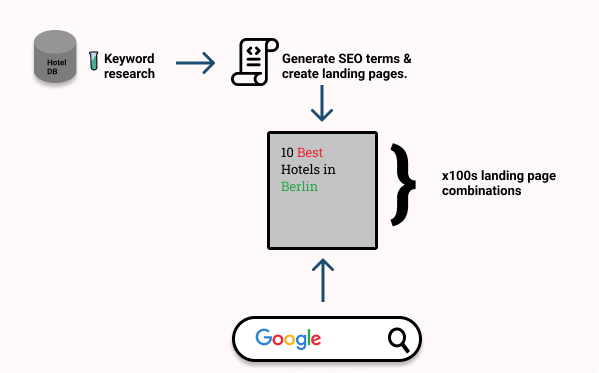 Hotel
DB
Keyword
research
Generate SEO terms &
create landing pages.
10 Best
Hotels in
Berlin
x100s landing page
combinations
Google